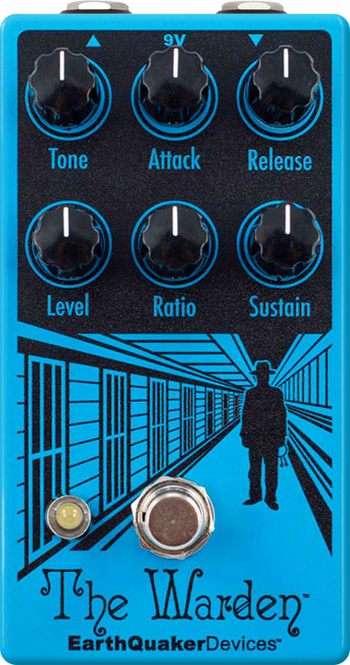 9V
Tone Attack Release
Level Ratio Sustain
The Warden™
EarthQuakerDevices™